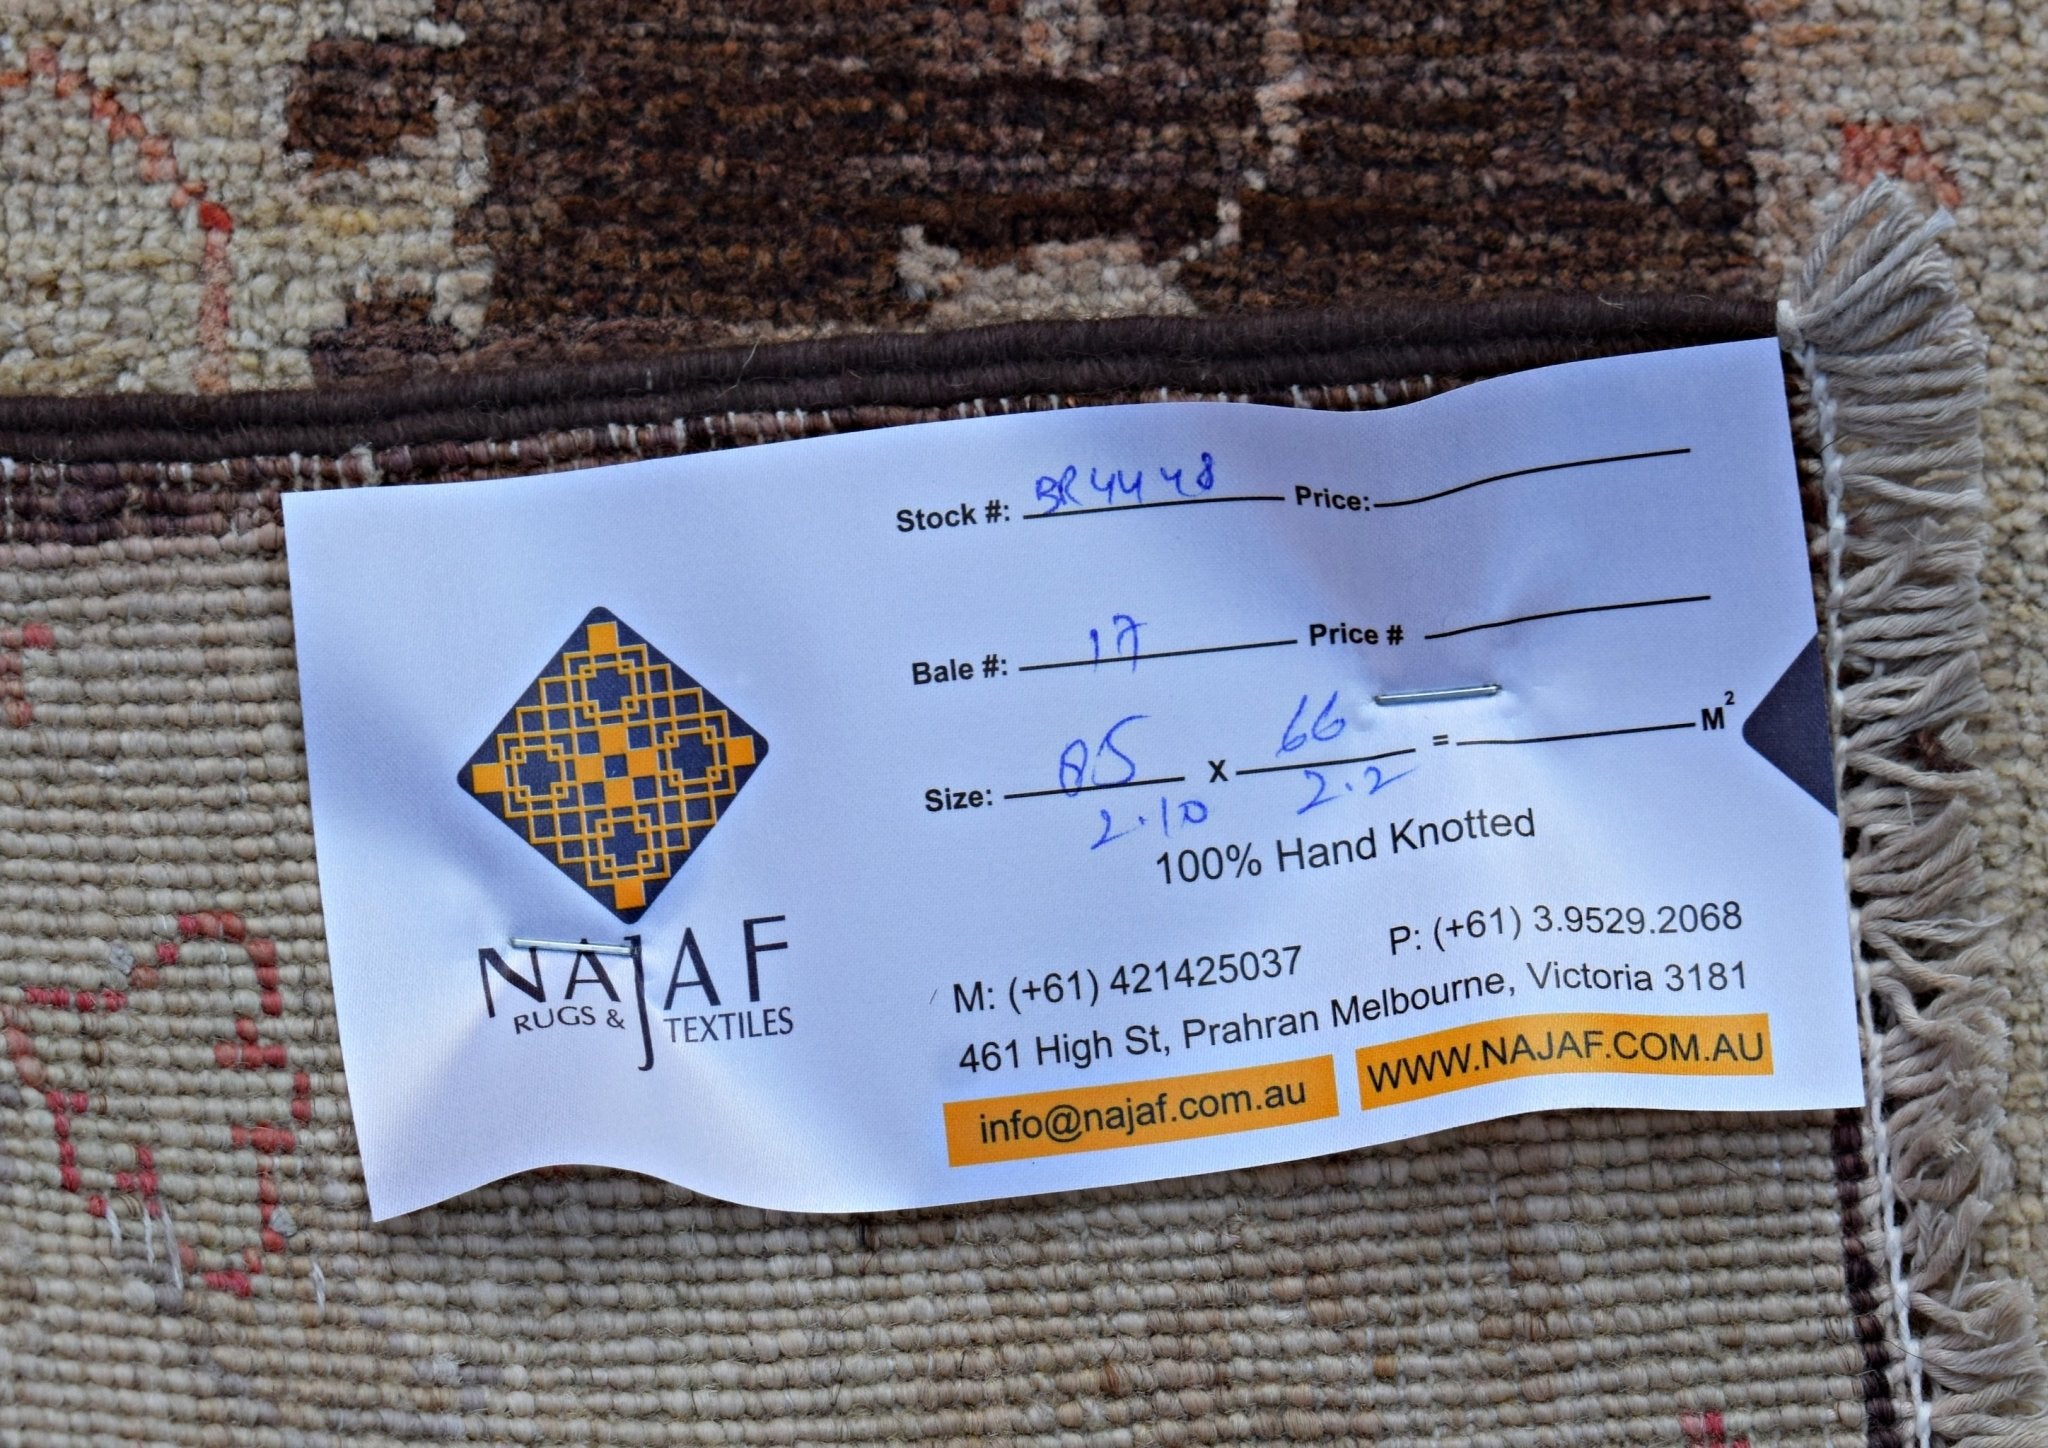 Stock #: BR4448 Price:
Bale #: 17 Price #
Size: 85 x 66 = M²
2.10 2.2
100% Hand Knotted
NAJAF
RUGS & TEXTILES
M: (+61) 421425037 P: (+61) 3.9529.2068
461 High St, Prahran Melbourne, Victoria 3181
info@najaf.com.au WWW.NAJAF.COM.AU